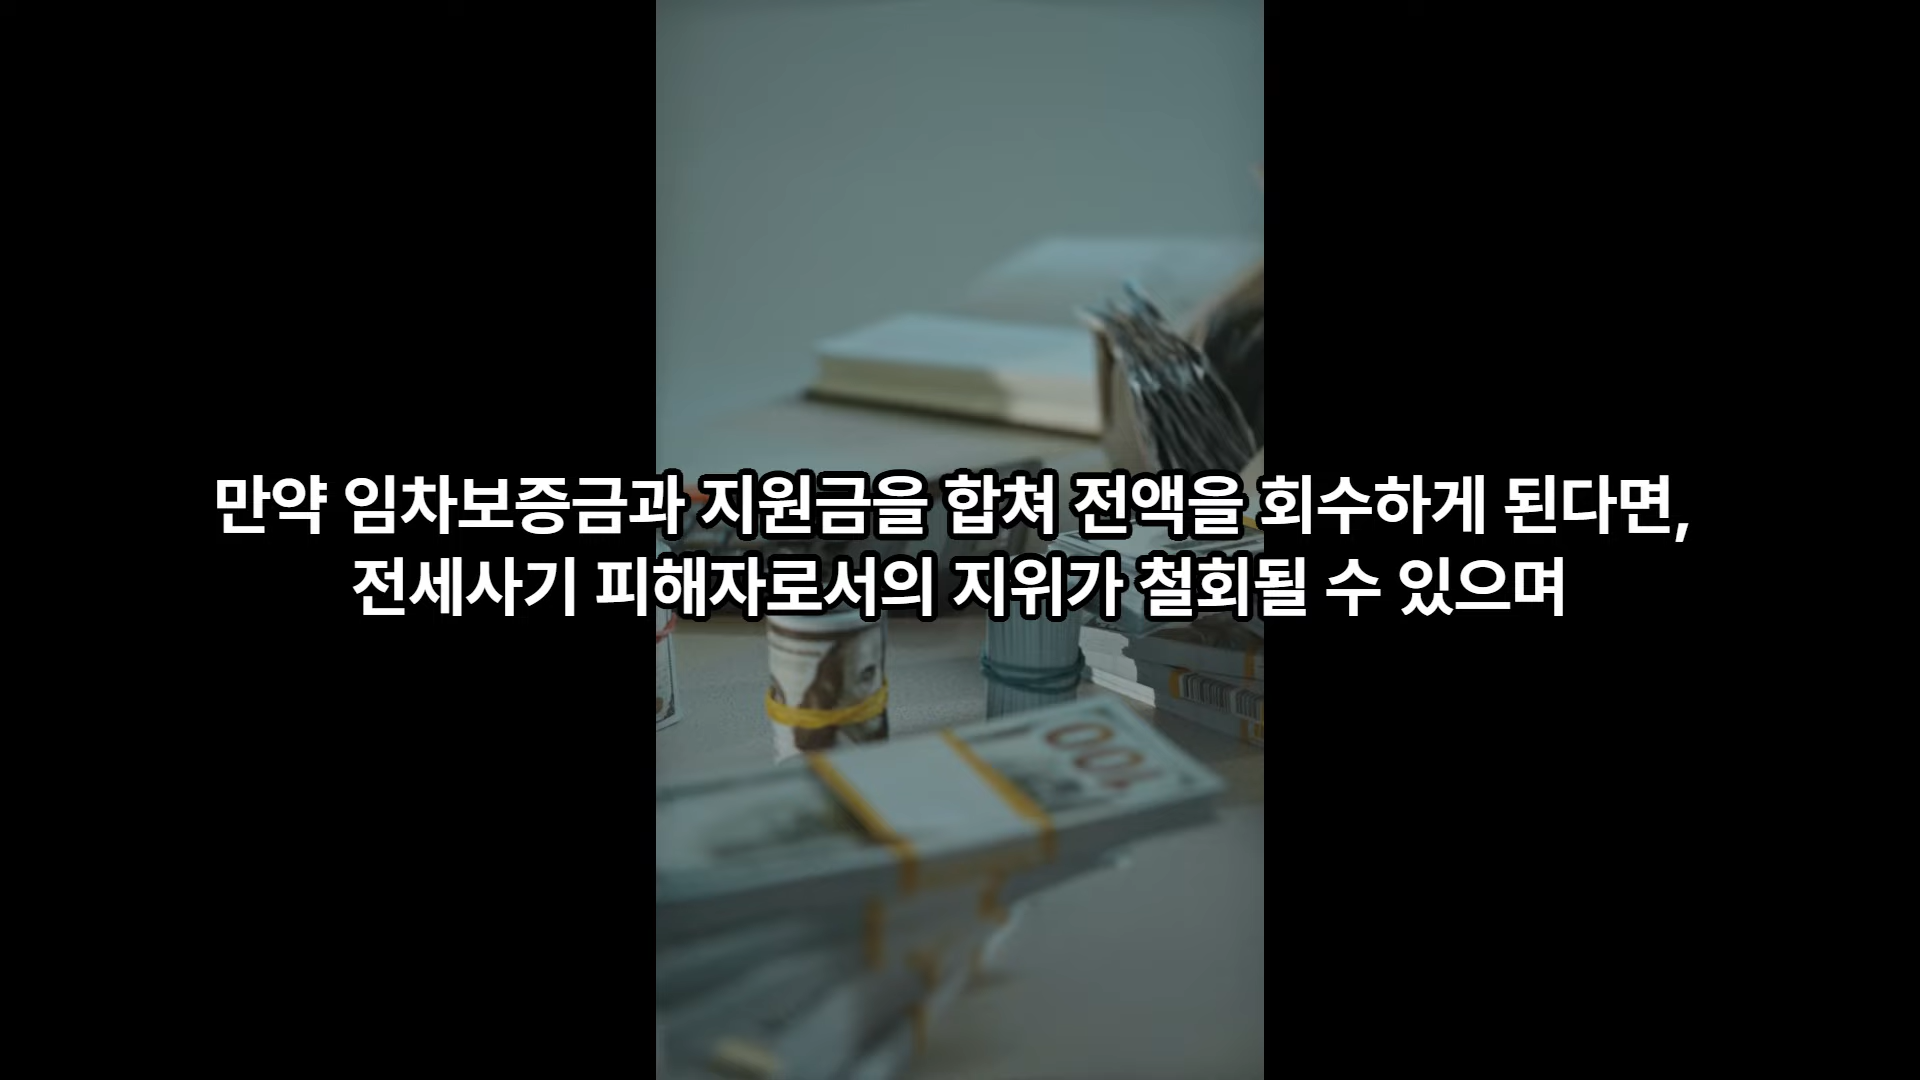 만약 임차보증금과 지원금을 합쳐 전액을 회수하게 된다면,
전세사기 피해자로서의 지위가 철회될 수 있으며
100